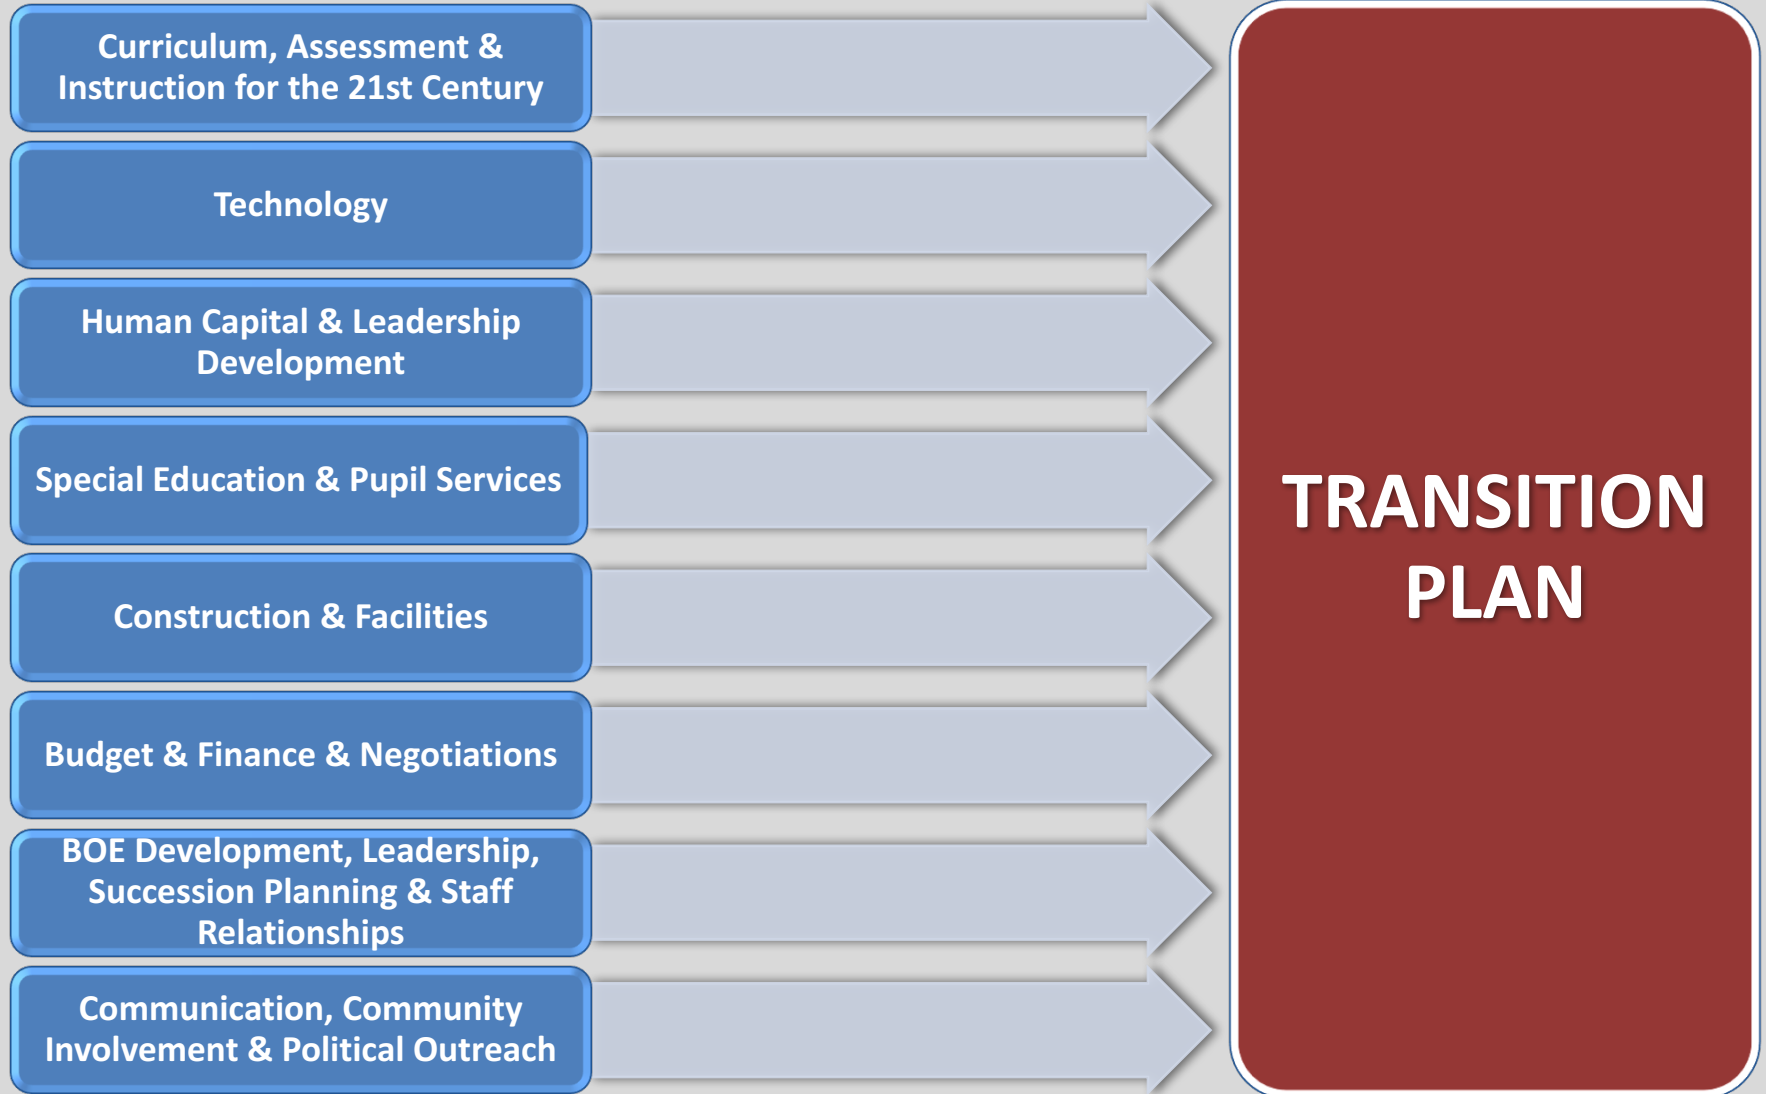 Curriculum, Assessment &
Instruction for the 21st Century
Technology
Human Capital & Leadership
Development
Special Education & Pupil Services
Construction & Facilities
Budget & Finance & Negotiations
BOE Development, Leadership,
Succession Planning & Staff
Relationships
Communication, Community
Involvement & Political Outreach
TRANSITION
PLAN